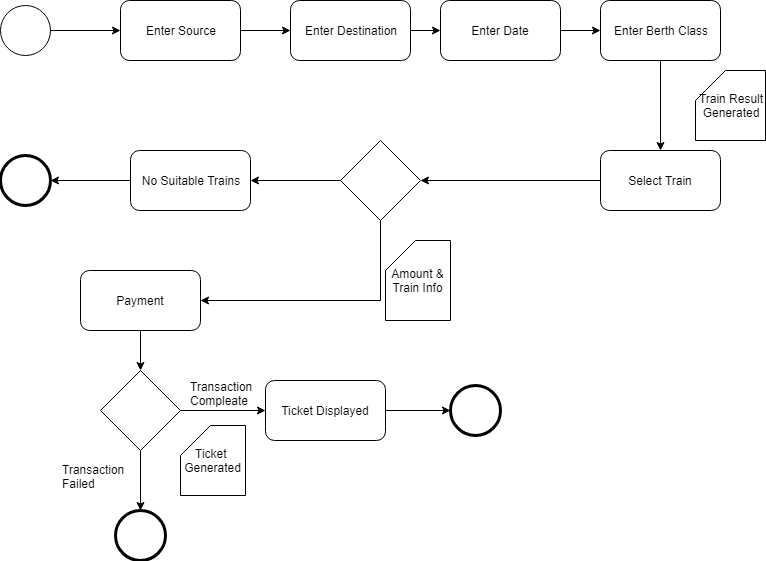 Enter Source
Enter Destination
Enter Date
Enter Berth Class
Train Result
Generated
No Suitable Trains
Select Train
Amount &
Train Info
Payment
Transaction
Compleate
Ticket Displayed
Ticket
Generated
Transaction
Failed